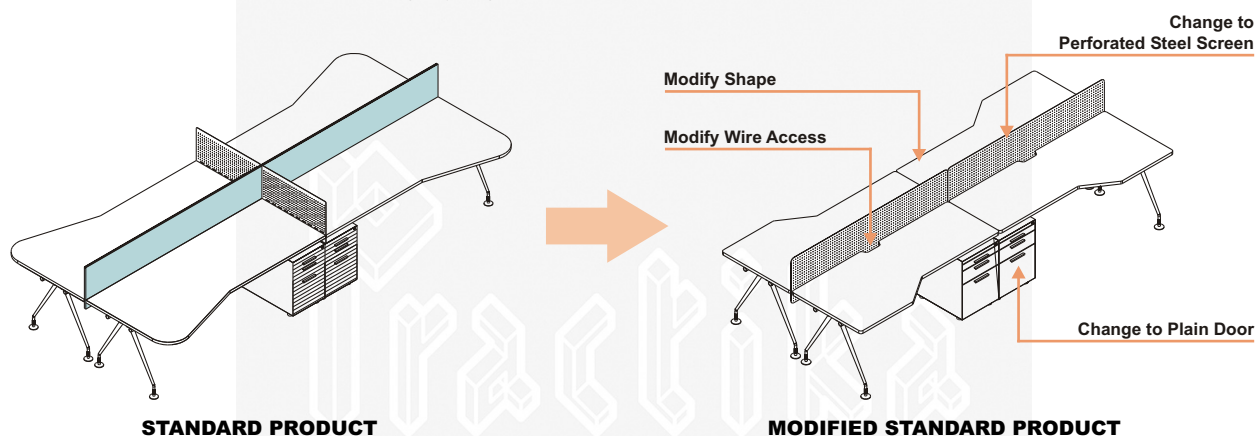 Change to
Perforated Steel Screen
Modify Shape
Modify Wire Access
Change to Plain Door
Practika
STANDARD PRODUCT
MODIFIED STANDARD PRODUCT